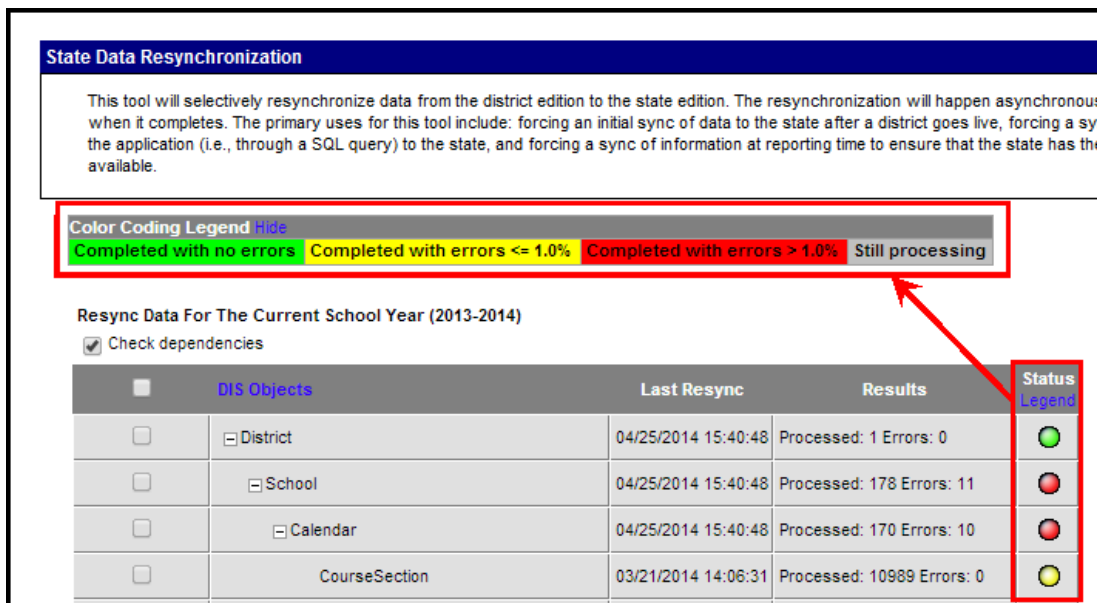 State Data Resynchronization
This tool will selectively resynchronize data from the district edition to the state edition. The resynchronization will happen asynchronous
when it completes. The primary uses for this tool include: forcing an initial sync of data to the state after a district goes live, forcing a sy
the application (i.e., through a SQL query) to the state, and forcing a sync of information at reporting time to ensure that the state has the
available.
Color Coding Legend Hide
Completed with no errors Completed with errors <= 1.0% Completed with errors > 1.0% Still processing
Resync Data For The Current School Year (2013-2014)
Check dependencies
DIS Objects Last Resync Results Status
Legend
District 04/25/2014 15:40:48 Processed: 1 Errors: 0
School 04/25/2014 15:40:48 Processed: 178 Errors: 11
Calendar 04/25/2014 15:40:48 Processed: 170 Errors: 10
CourseSection 03/21/2014 14:06:31 Processed: 10989 Errors: 0